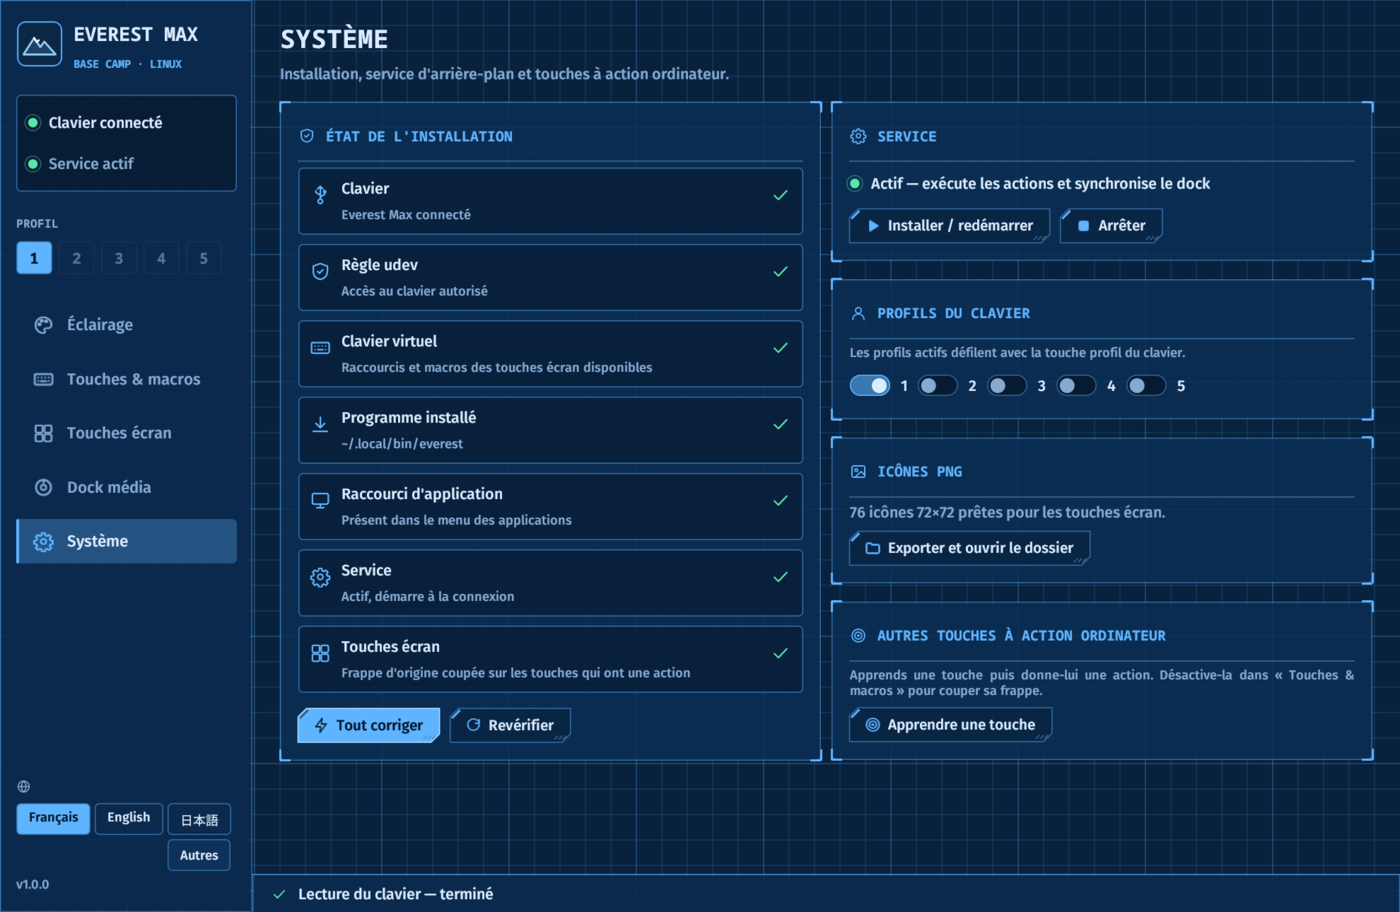 EVEREST MAX
BASE CAMP · LINUX
Clavier connecté
Service actif
PROFIL
1 2 3 4 5
Éclairage
Touches & macros
Touches écran
Dock média
Système
Français English 日本語
Autres
v1.0.0
SYSTÈME
Installation, service d'arrière-plan et touches à action ordinateur.
ÉTAT DE L'INSTALLATION
Clavier
Everest Max connecté
Règle udev
Accès au clavier autorisé
Clavier virtuel
Raccourcis et macros des touches écran disponibles
Programme installé
~/.local/bin/everest
Raccourci d'application
Présent dans le menu des applications
Service
Actif, démarre à la connexion
Touches écran
Frappe d'origine coupée sur les touches qui ont une action
Tout corriger Revérifier
SERVICE
Actif — exécute les actions et synchronise le dock
Installer / redémarrer Arrêter
PROFILS DU CLAVIER
Les profils actifs défilent avec la touche profil du clavier.
1 2 3 4 5
ICÔNES PNG
76 icônes 72×72 prêtes pour les touches écran.
Exporter et ouvrir le dossier
AUTRES TOUCHES À ACTION ORDINATEUR
Apprends une touche puis donne-lui une action. Désactive-la dans « Touches &
macros » pour couper sa frappe.
Apprendre une touche
Lecture du clavier — terminé